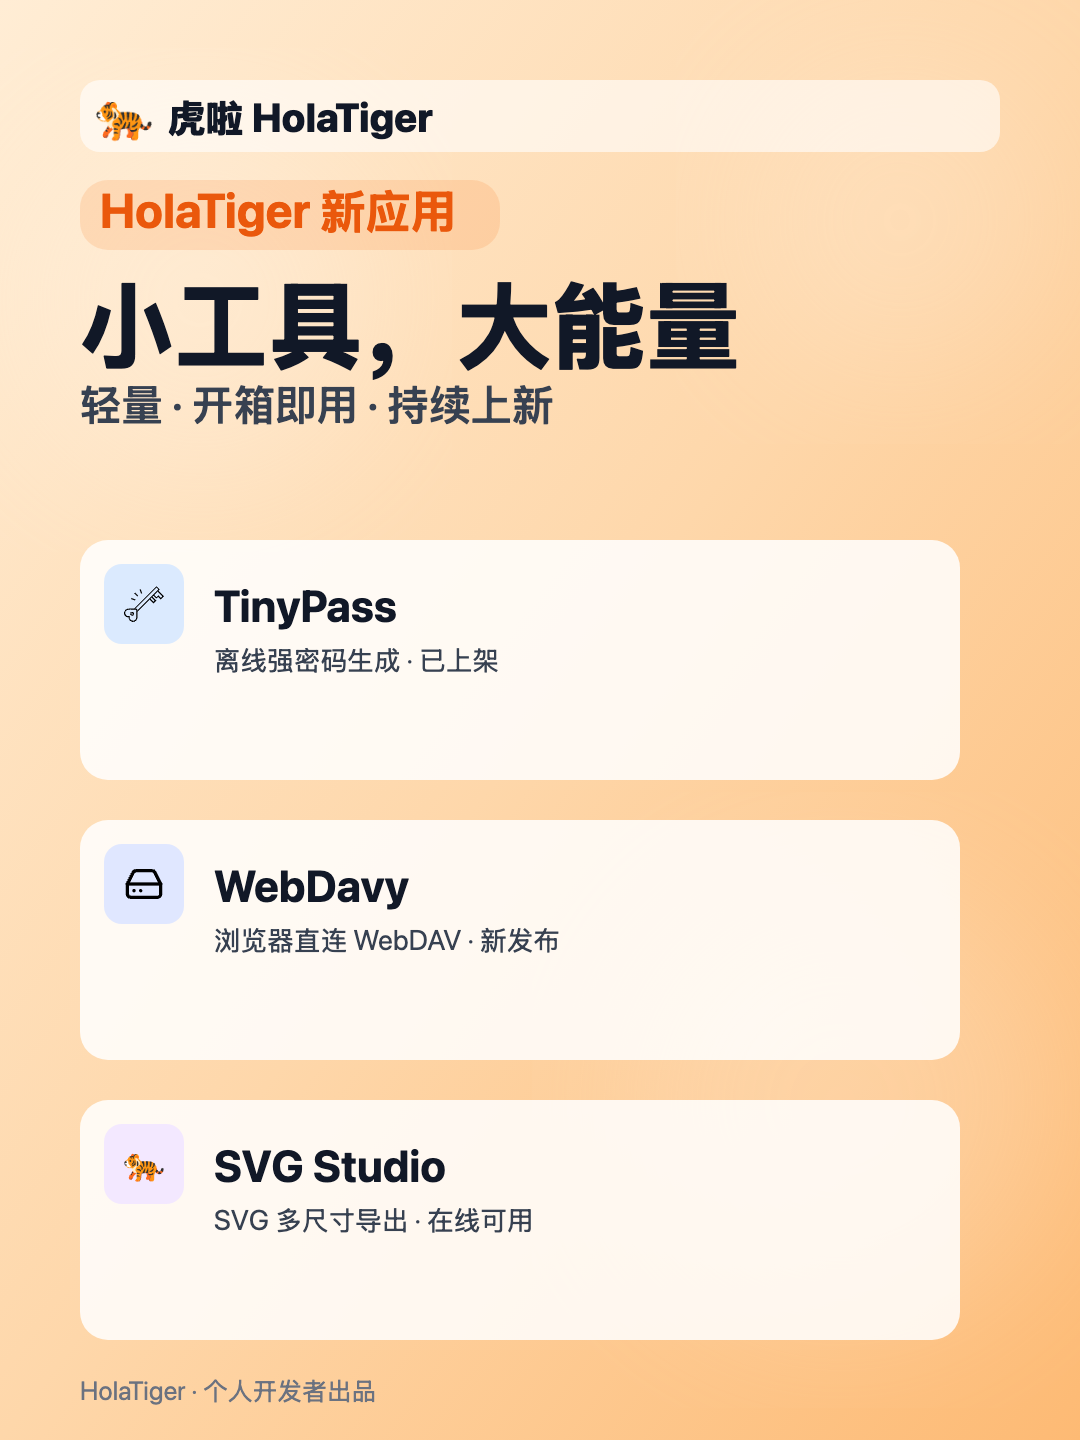 虎啦 HolaTiger
HolaTiger 新应用
小工具，大能量
轻量 · 开箱即用 · 持续上新
TinyPass
离线强密码生成 · 已上架
WebDavy
浏览器直连 WebDAV · 新发布
SVG Studio
SVG 多尺寸导出 · 在线可用
HolaTiger · 个人开发者出品